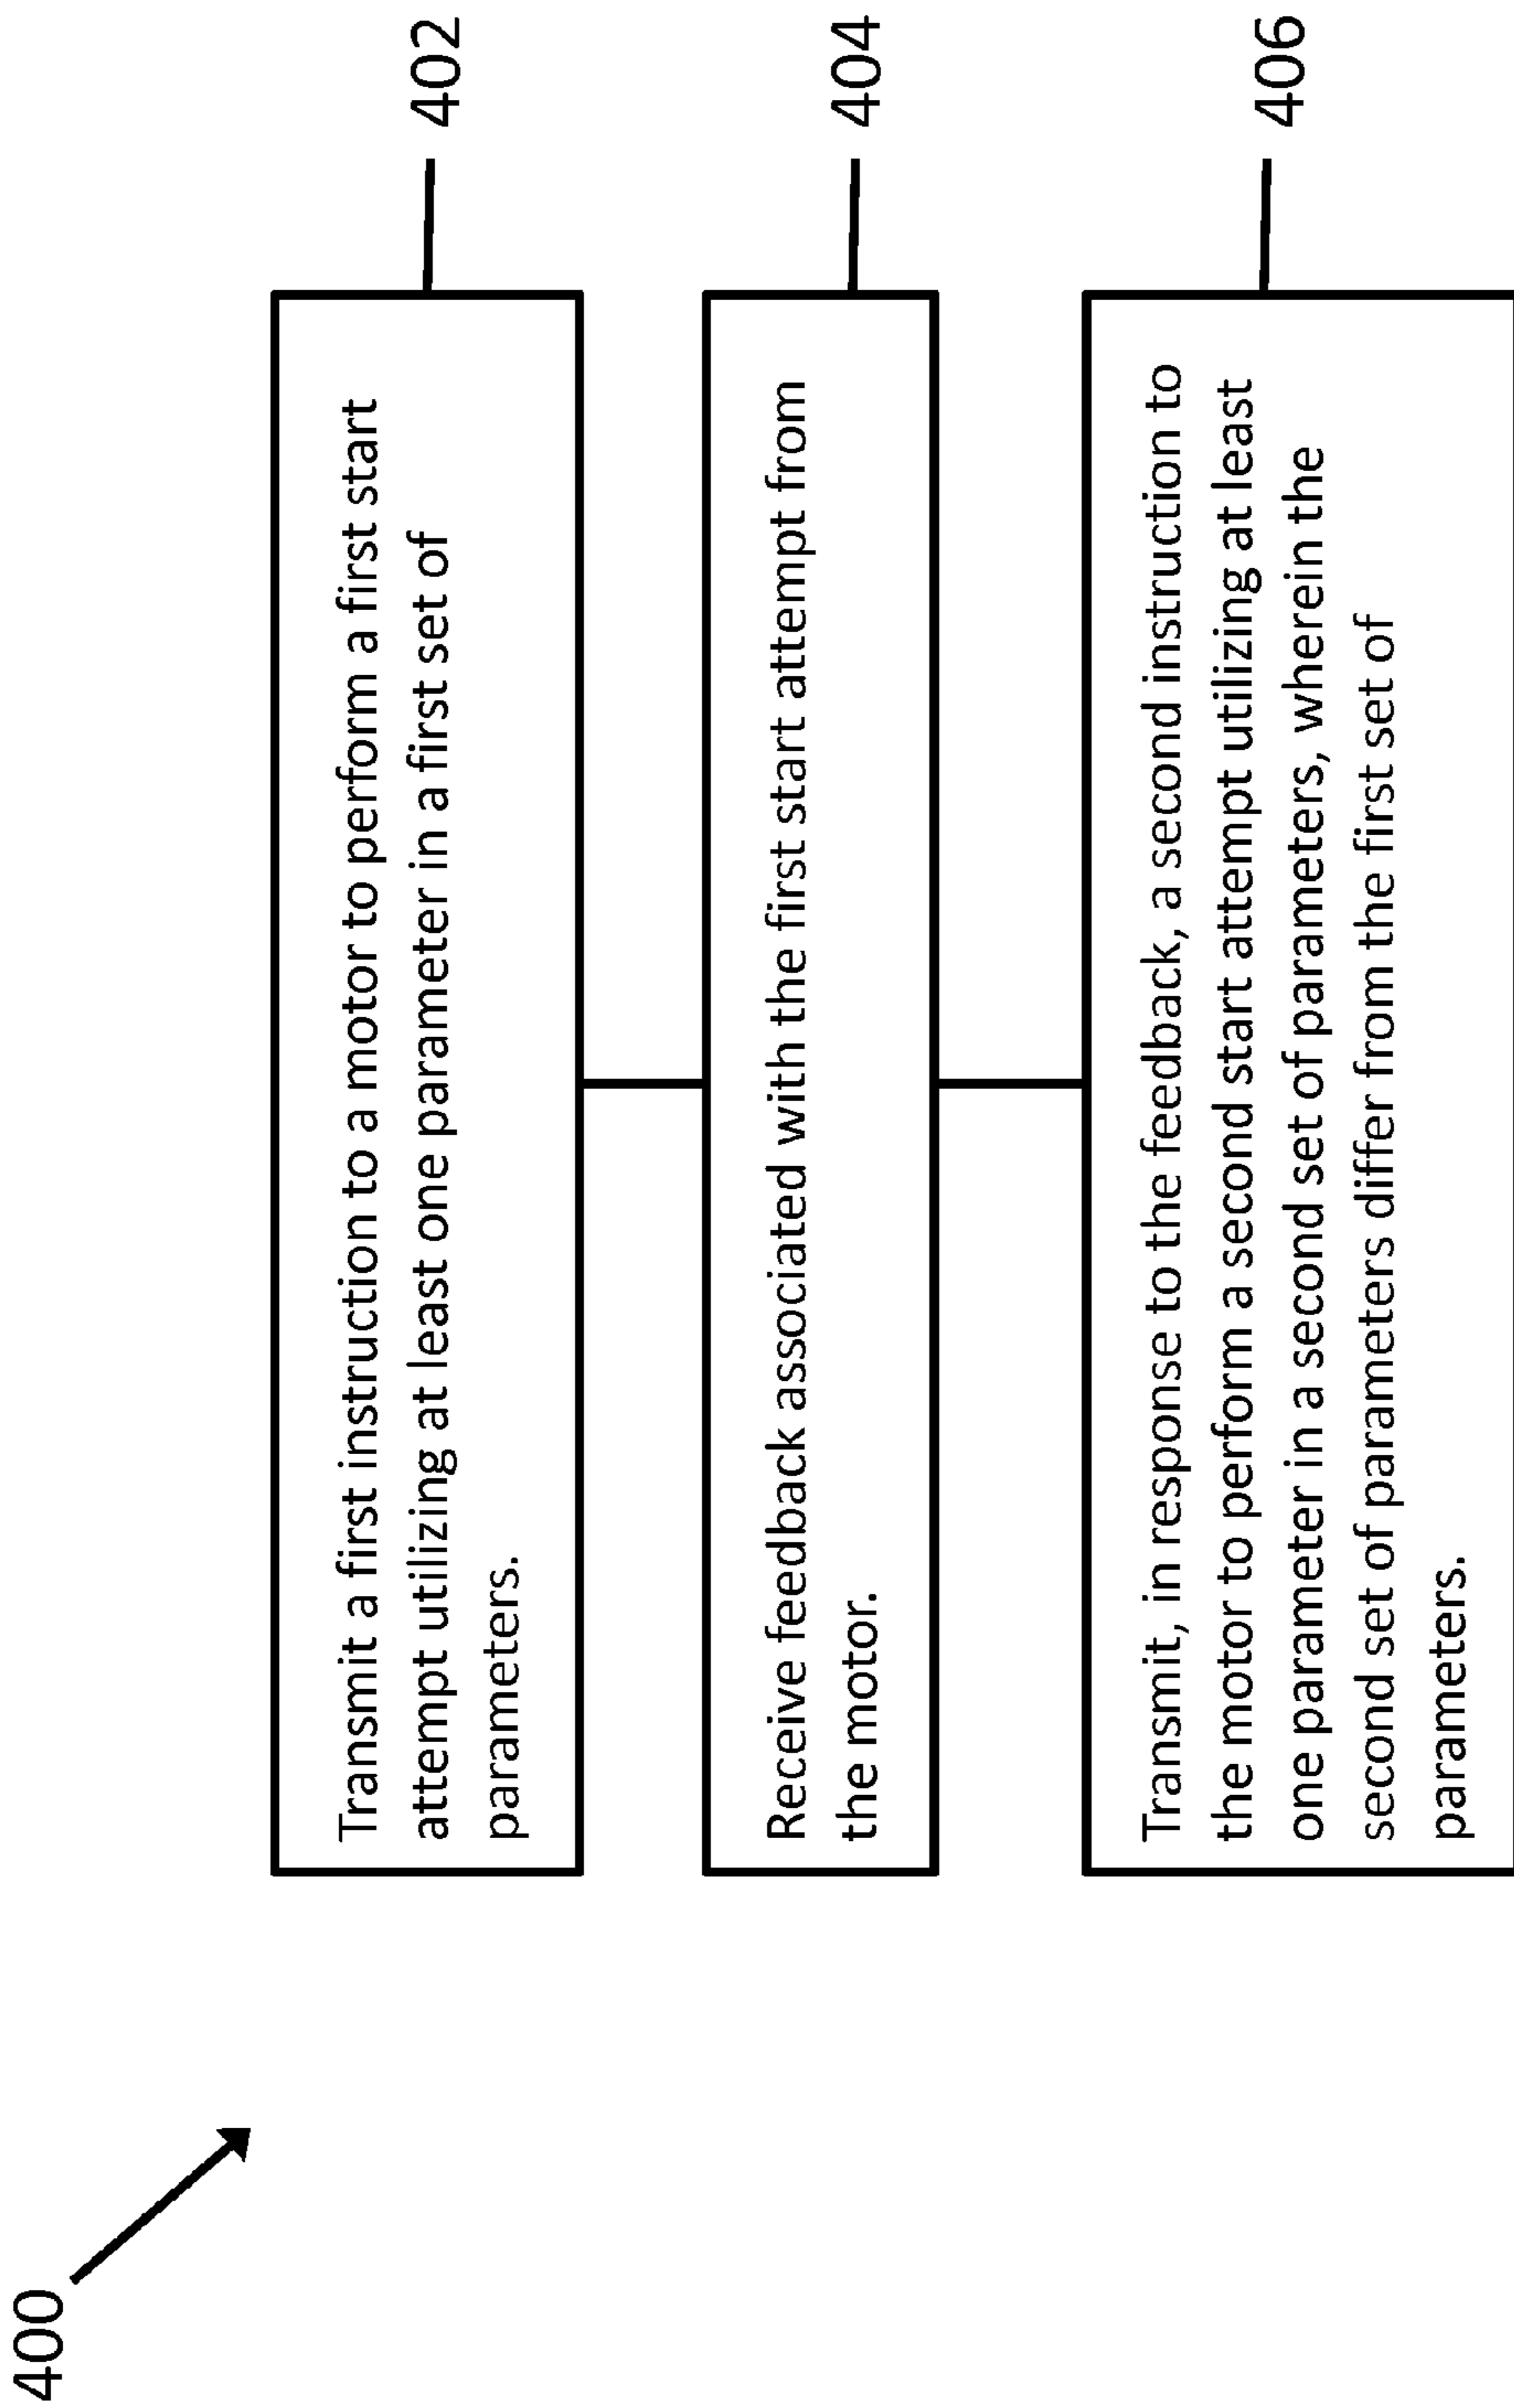 400
Transmit a first instruction to a motor to perform a first start
attempt utilizing at least one parameter in a first set of
parameters.
402
Receive feedback associated with the first start attempt from
the motor.
404
Transmit, in response to the feedback, a second instruction to
the motor to perform a second start attempt utilizing at least
one parameter in a second set of parameters, wherein the
second set of parameters differ from the first set of
parameters.
406